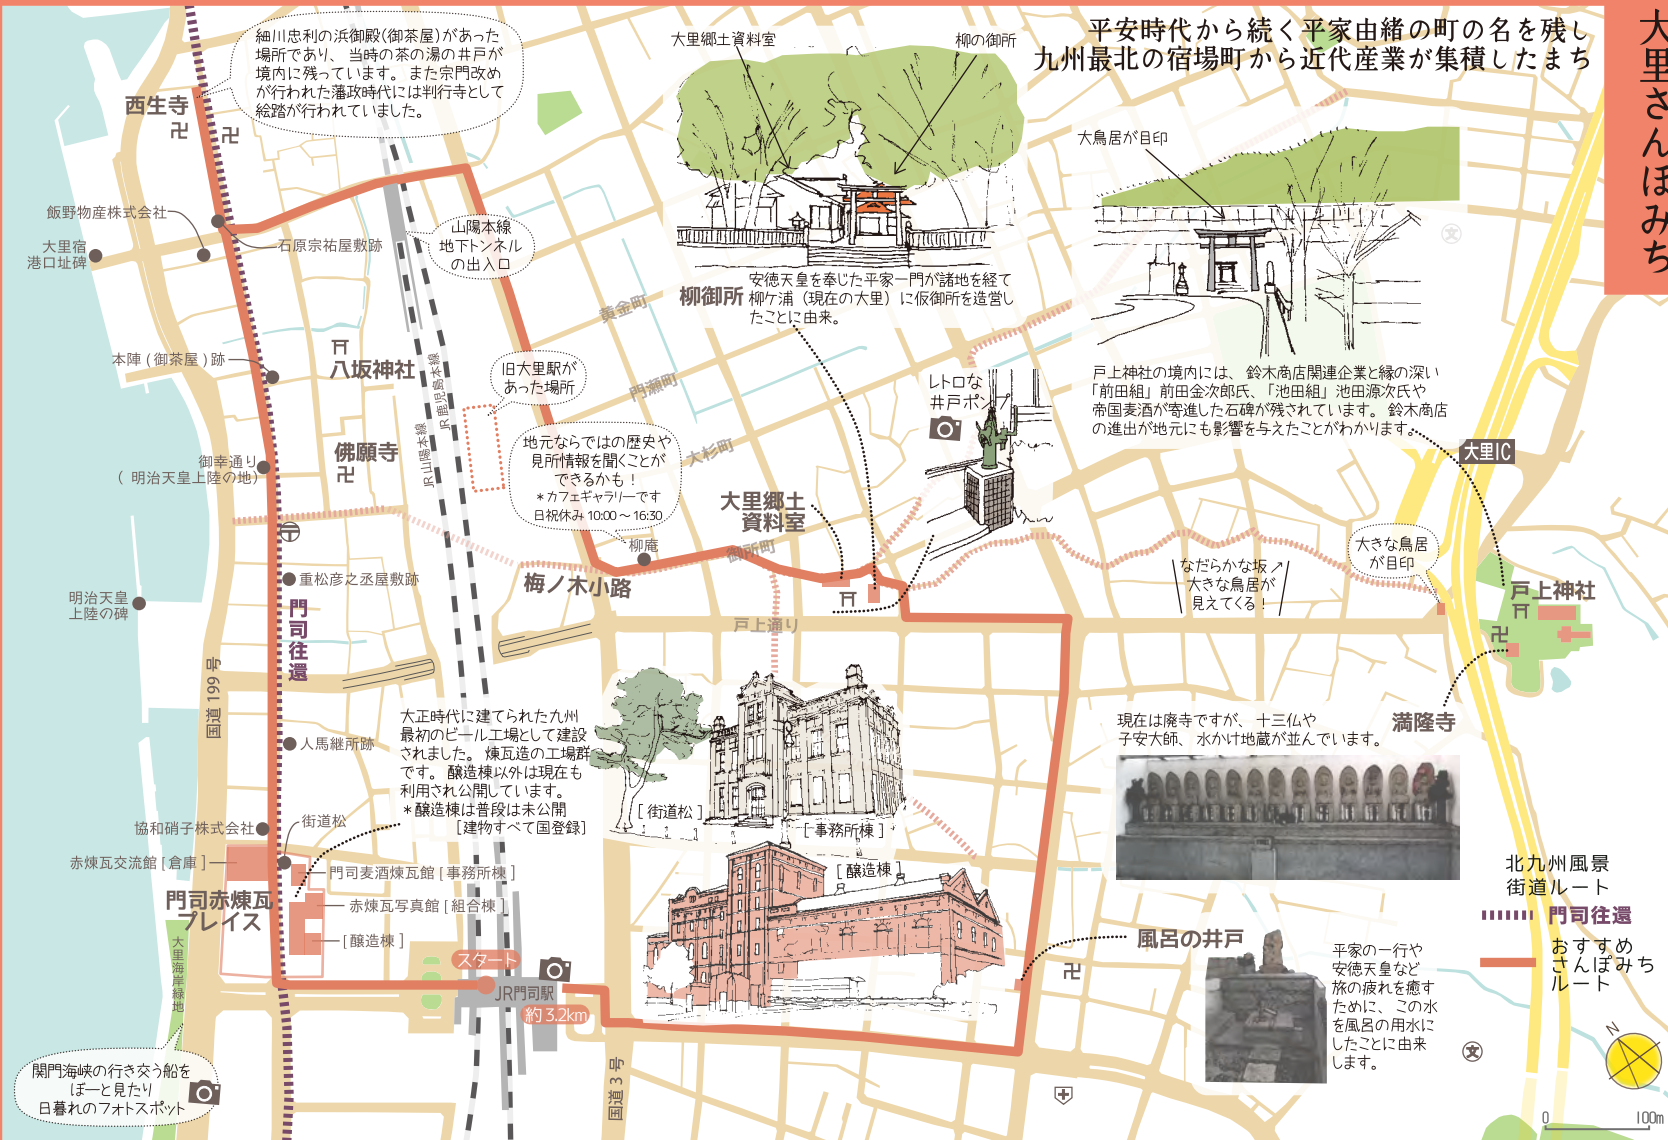 大里さんぽみち
平安時代から続く平家由緒の町の名を残し
九州最北の宿場町から近代産業が集積したまち
細川忠利の浜御殿(御茶屋)があった
場所であり、当時の茶の湯の井戸が
境内に残っています。また宗門改め
が行われた藩政時代には判行寺として
絵踏が行われていました。
西生寺
飯野物産株式会社
大里宿
港口址碑
石原宗祐屋敷跡
山陽本線
地下トンネル
の出入口
本陣(御茶屋)跡
八坂神社
JR鹿児島本線
JR山陽本線
旧大里駅が
あった場所
佛願寺
御幸通り
(明治天皇上陸の地)
地元ならではの歴史や
見所情報を聞くことが
できるかも!
*カフェギャラリーです
日祝休み 10:00～16:30
柳庵
黄金町
門瀬町
大杉町
御所町
大里郷土資料室
柳の御所
柳御所
安徳天皇を奉じた平家一門が諸地を経て
柳ケ浦(現在の大里)に仮御所を造営し
たことに由来。
大鳥居が目印
戸上神社の境内には、鈴木商店関連企業と縁の深い
「前田組」前田金次郎氏、「池田組」池田源次氏や
帝国麦酒が寄進した石碑が残されています。鈴木商店
の進出が地元にも影響を与えたことがわかります。
レトロな
井戸ポンプ
大里郷土
資料室
梅ノ木小路
戸上通り
大里IC
大きな鳥居
が目印
なだらかな坂↗
大きな鳥居が
見えてくる!
戸上神社
満隆寺
現在は廃寺ですが、十三仏や
子安大師、水かけ地蔵が並んでいます。
重松彦之丞屋敷跡
明治天皇
上陸の碑
門司往還
国道199号
人馬継所跡
大正時代に建てられた九州
最初のビール工場として建設
されました。煉瓦造の工場群
です。醸造棟以外は現在も
利用され公開しています。
*醸造棟は普段は未公開
[建物すべて国登録]
[街道松]
[事務所棟]
[醸造棟]
協和硝子株式会社
街道松
赤煉瓦交流館[倉庫]
門司麦酒煉瓦館[事務所棟]
門司赤煉瓦
プレイス
赤煉瓦写真館[組合棟]
[醸造棟]
大里海岸緑地
スタート
JR門司駅
約3.2km
国道3号
関門海峡の行き交う船を
ぼーと見たり
日暮れのフォトスポット
風呂の井戸
平家の一行や
安徳天皇など
旅の疲れを癒す
ために、この水
を風呂の用水に
したことに由来
します。
北九州風景
街道ルート
門司往還
おすすめ
さんぽみち
ルート
文
文
N
0 100m